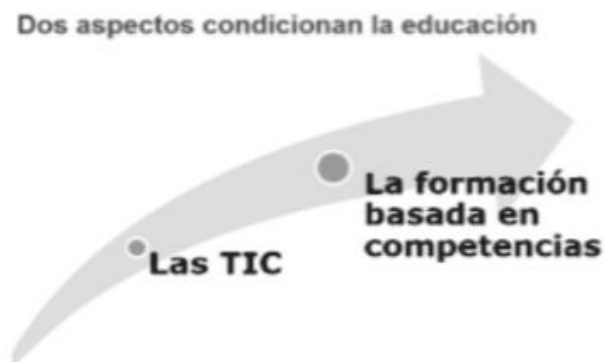 Dos aspectos condicionan la educación
La formación
basada en
competencias
Las TIC